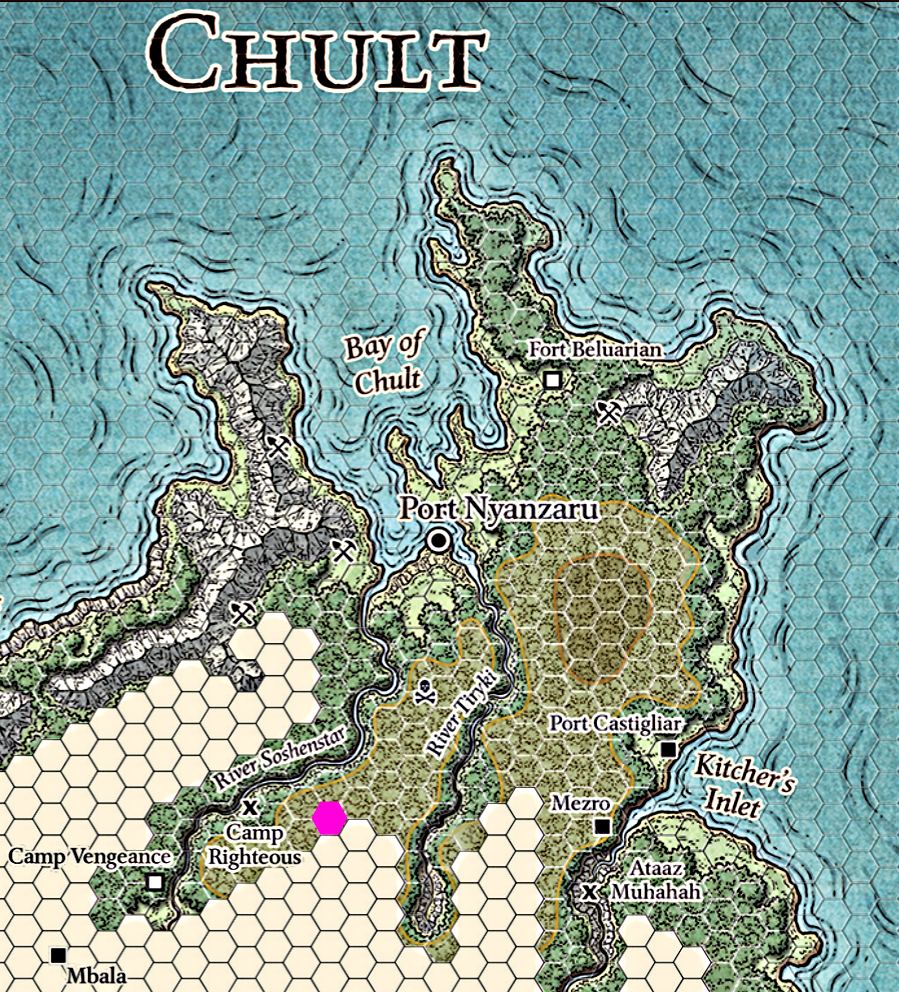 CHULT
Bay of
Chult
Fort Beluarian
Port Nyanzaru
River Tiryki
River Soshenstar
Port Castigliar
Kitcher's
Inlet
Mezro
Camp
Righteous
Camp Vengeance
Ataaz
Muhahah
Mbala